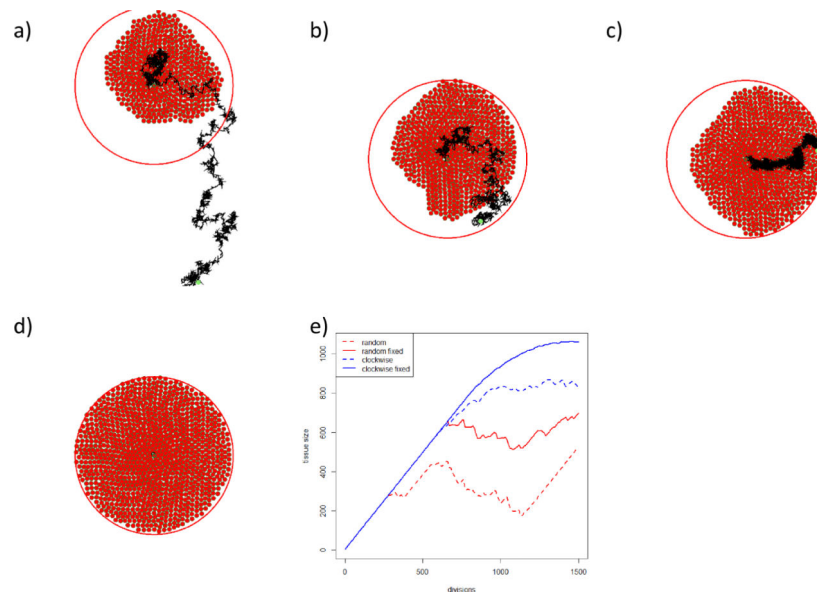 a)
b)
c)
d)
e)
random
random fixed
clockwise
clockwise fixed
tissue size
0 200 400 600 800 1000
0 500 1000 1500
divisions